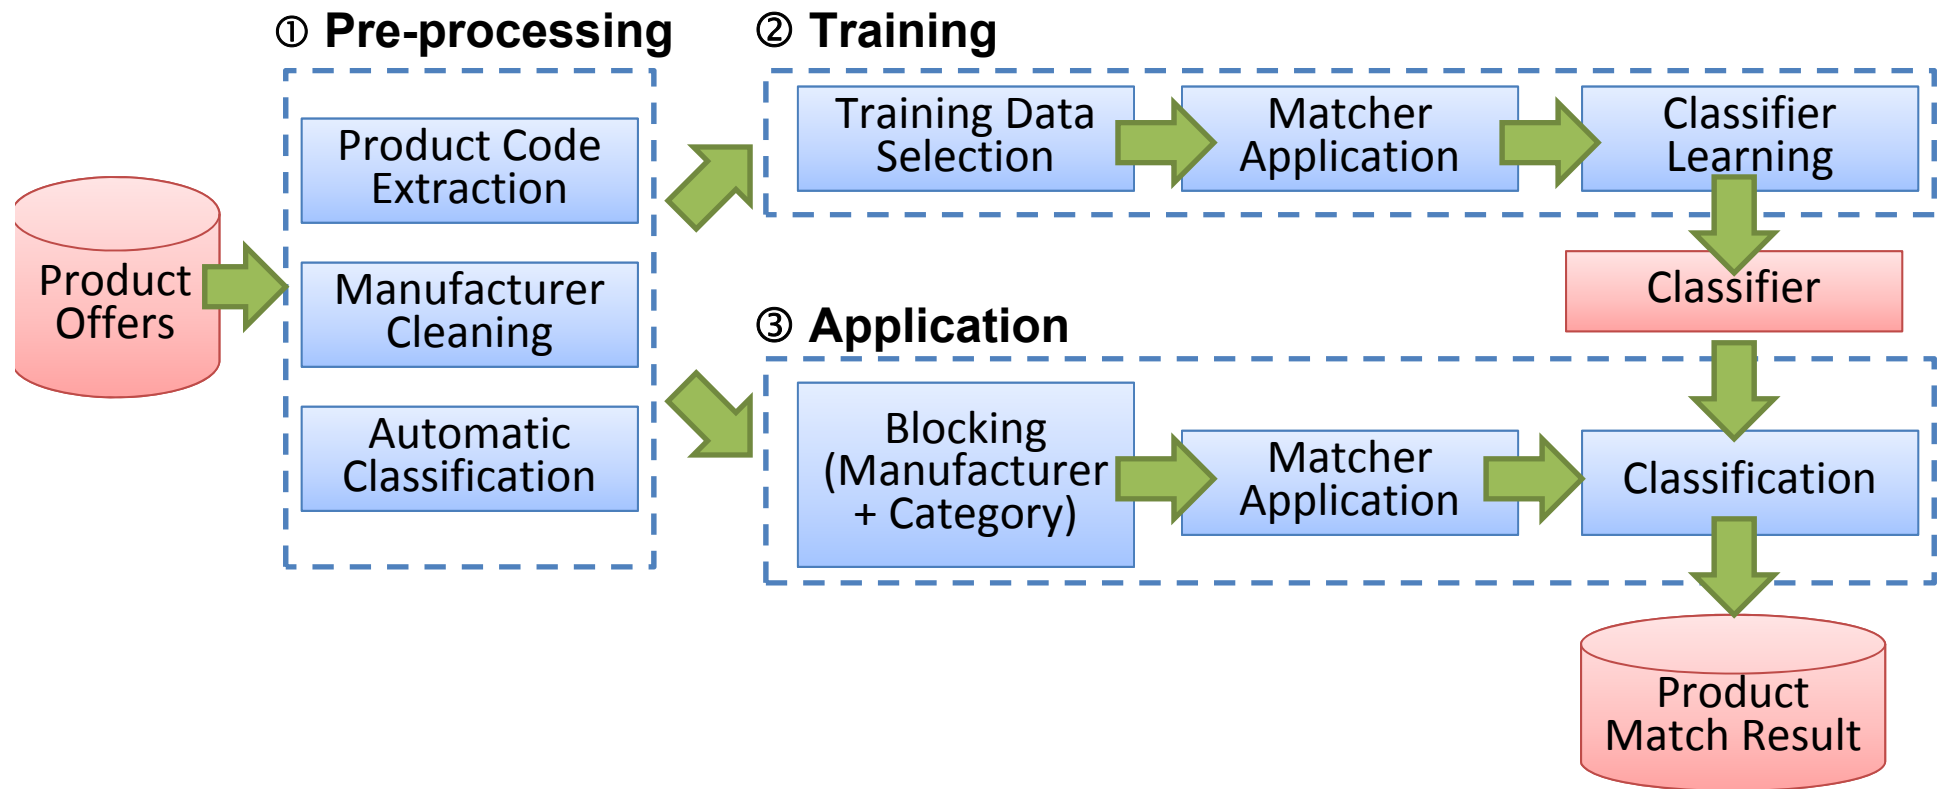 ① Pre-processing
② Training
Product Code
Extraction
Manufacturer
Cleaning
Automatic
Classification
Product
Offers
Training Data
Selection
Matcher
Application
Classifier
Learning
Classifier
③ Application
Blocking
(Manufacturer
+ Category)
Matcher
Application
Classification
Product
Match Result